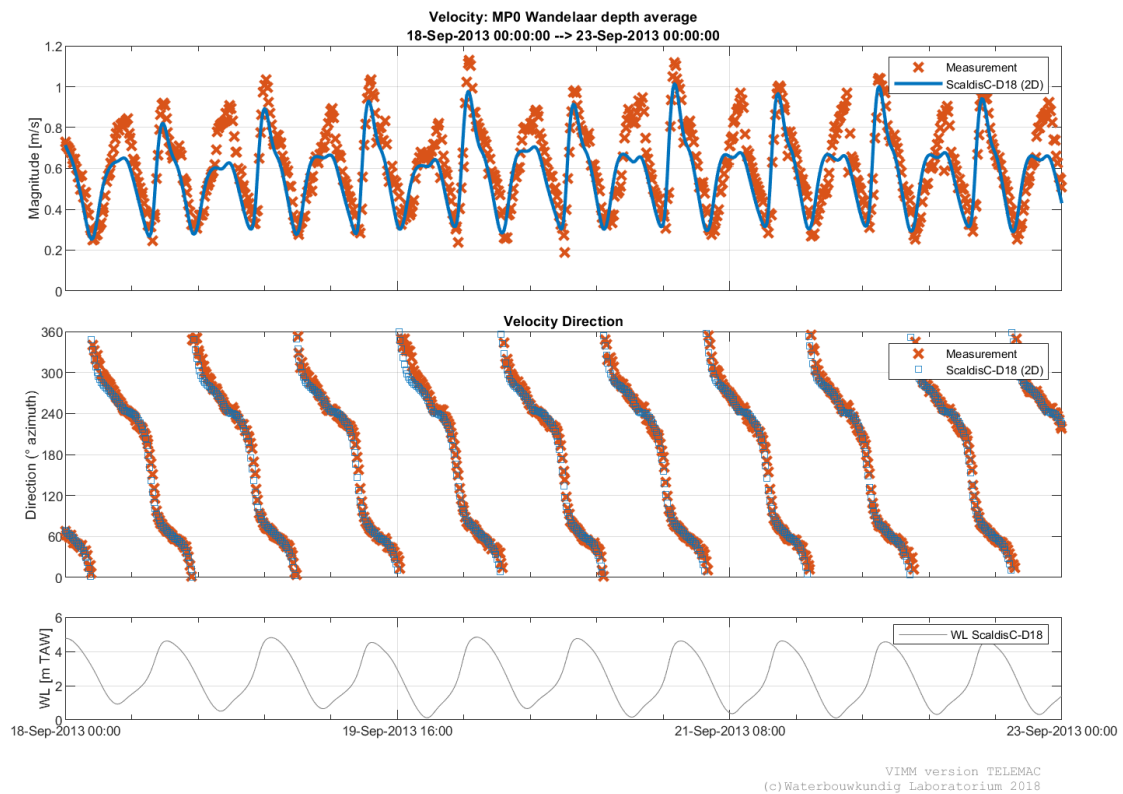 Velocity: MP0 Wandelaar depth average
18-Sep-2013 00:00:00 --> 23-Sep-2013 00:00:00
Magnitude [m/s]
1.2
1
0.8
0.6
0.4
0.2
0
Measurement
ScaldisC-D18 (2D)
Velocity Direction
Direction (° azimuth)
360
300
240
180
120
60
0
Measurement
ScaldisC-D18 (2D)
WL [m TAW]
6
4
2
0
WL ScaldisC-D18
18-Sep-2013 00:00
19-Sep-2013 16:00
21-Sep-2013 08:00
23-Sep-2013 00:00
VIMM version TELEMAC
(c)Waterbouwkundig Laboratorium 2018